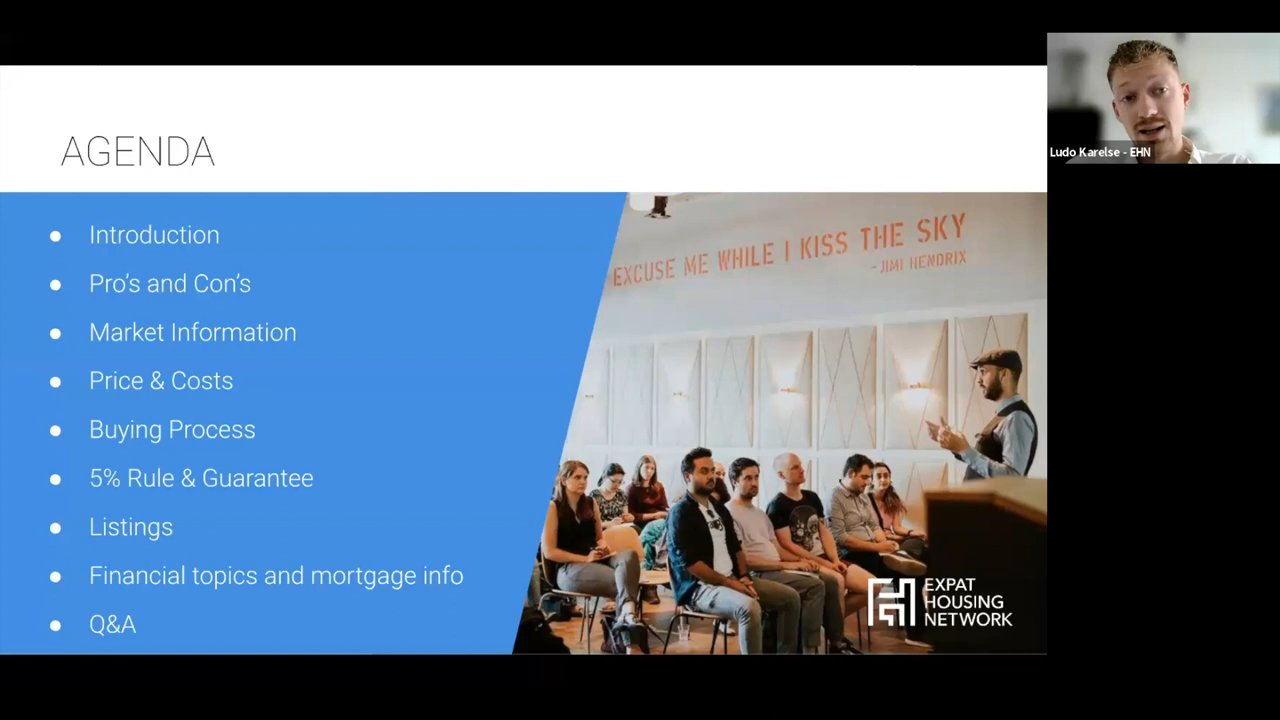 AGENDA
Introduction
Pro's and Con's
Market Information
Price & Costs
Buying Process
5% Rule & Guarantee
Listings
Financial topics and mortgage info
Q&A
EXCUSE ME WHILE I KISS THE SKY
- JIMI HENDRIX
EXPAT
HOUSING
NETWORK
Ludo Karelse - EHN